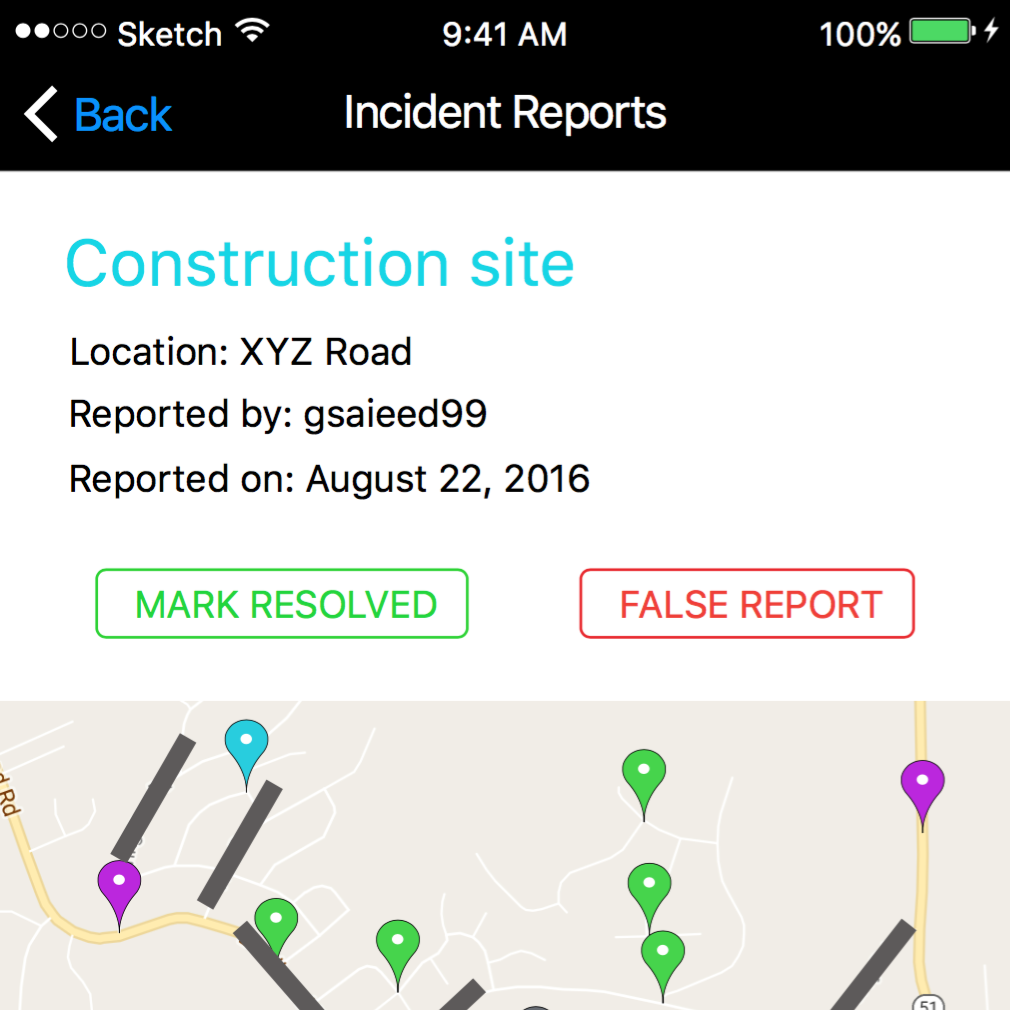 Sketch 9:41 AM 100%
Back Incident Reports
Construction site
Location: XYZ Road
Reported by: gsaieed99
Reported on: August 22, 2016
MARK RESOLVED FALSE REPORT
d Rd
51